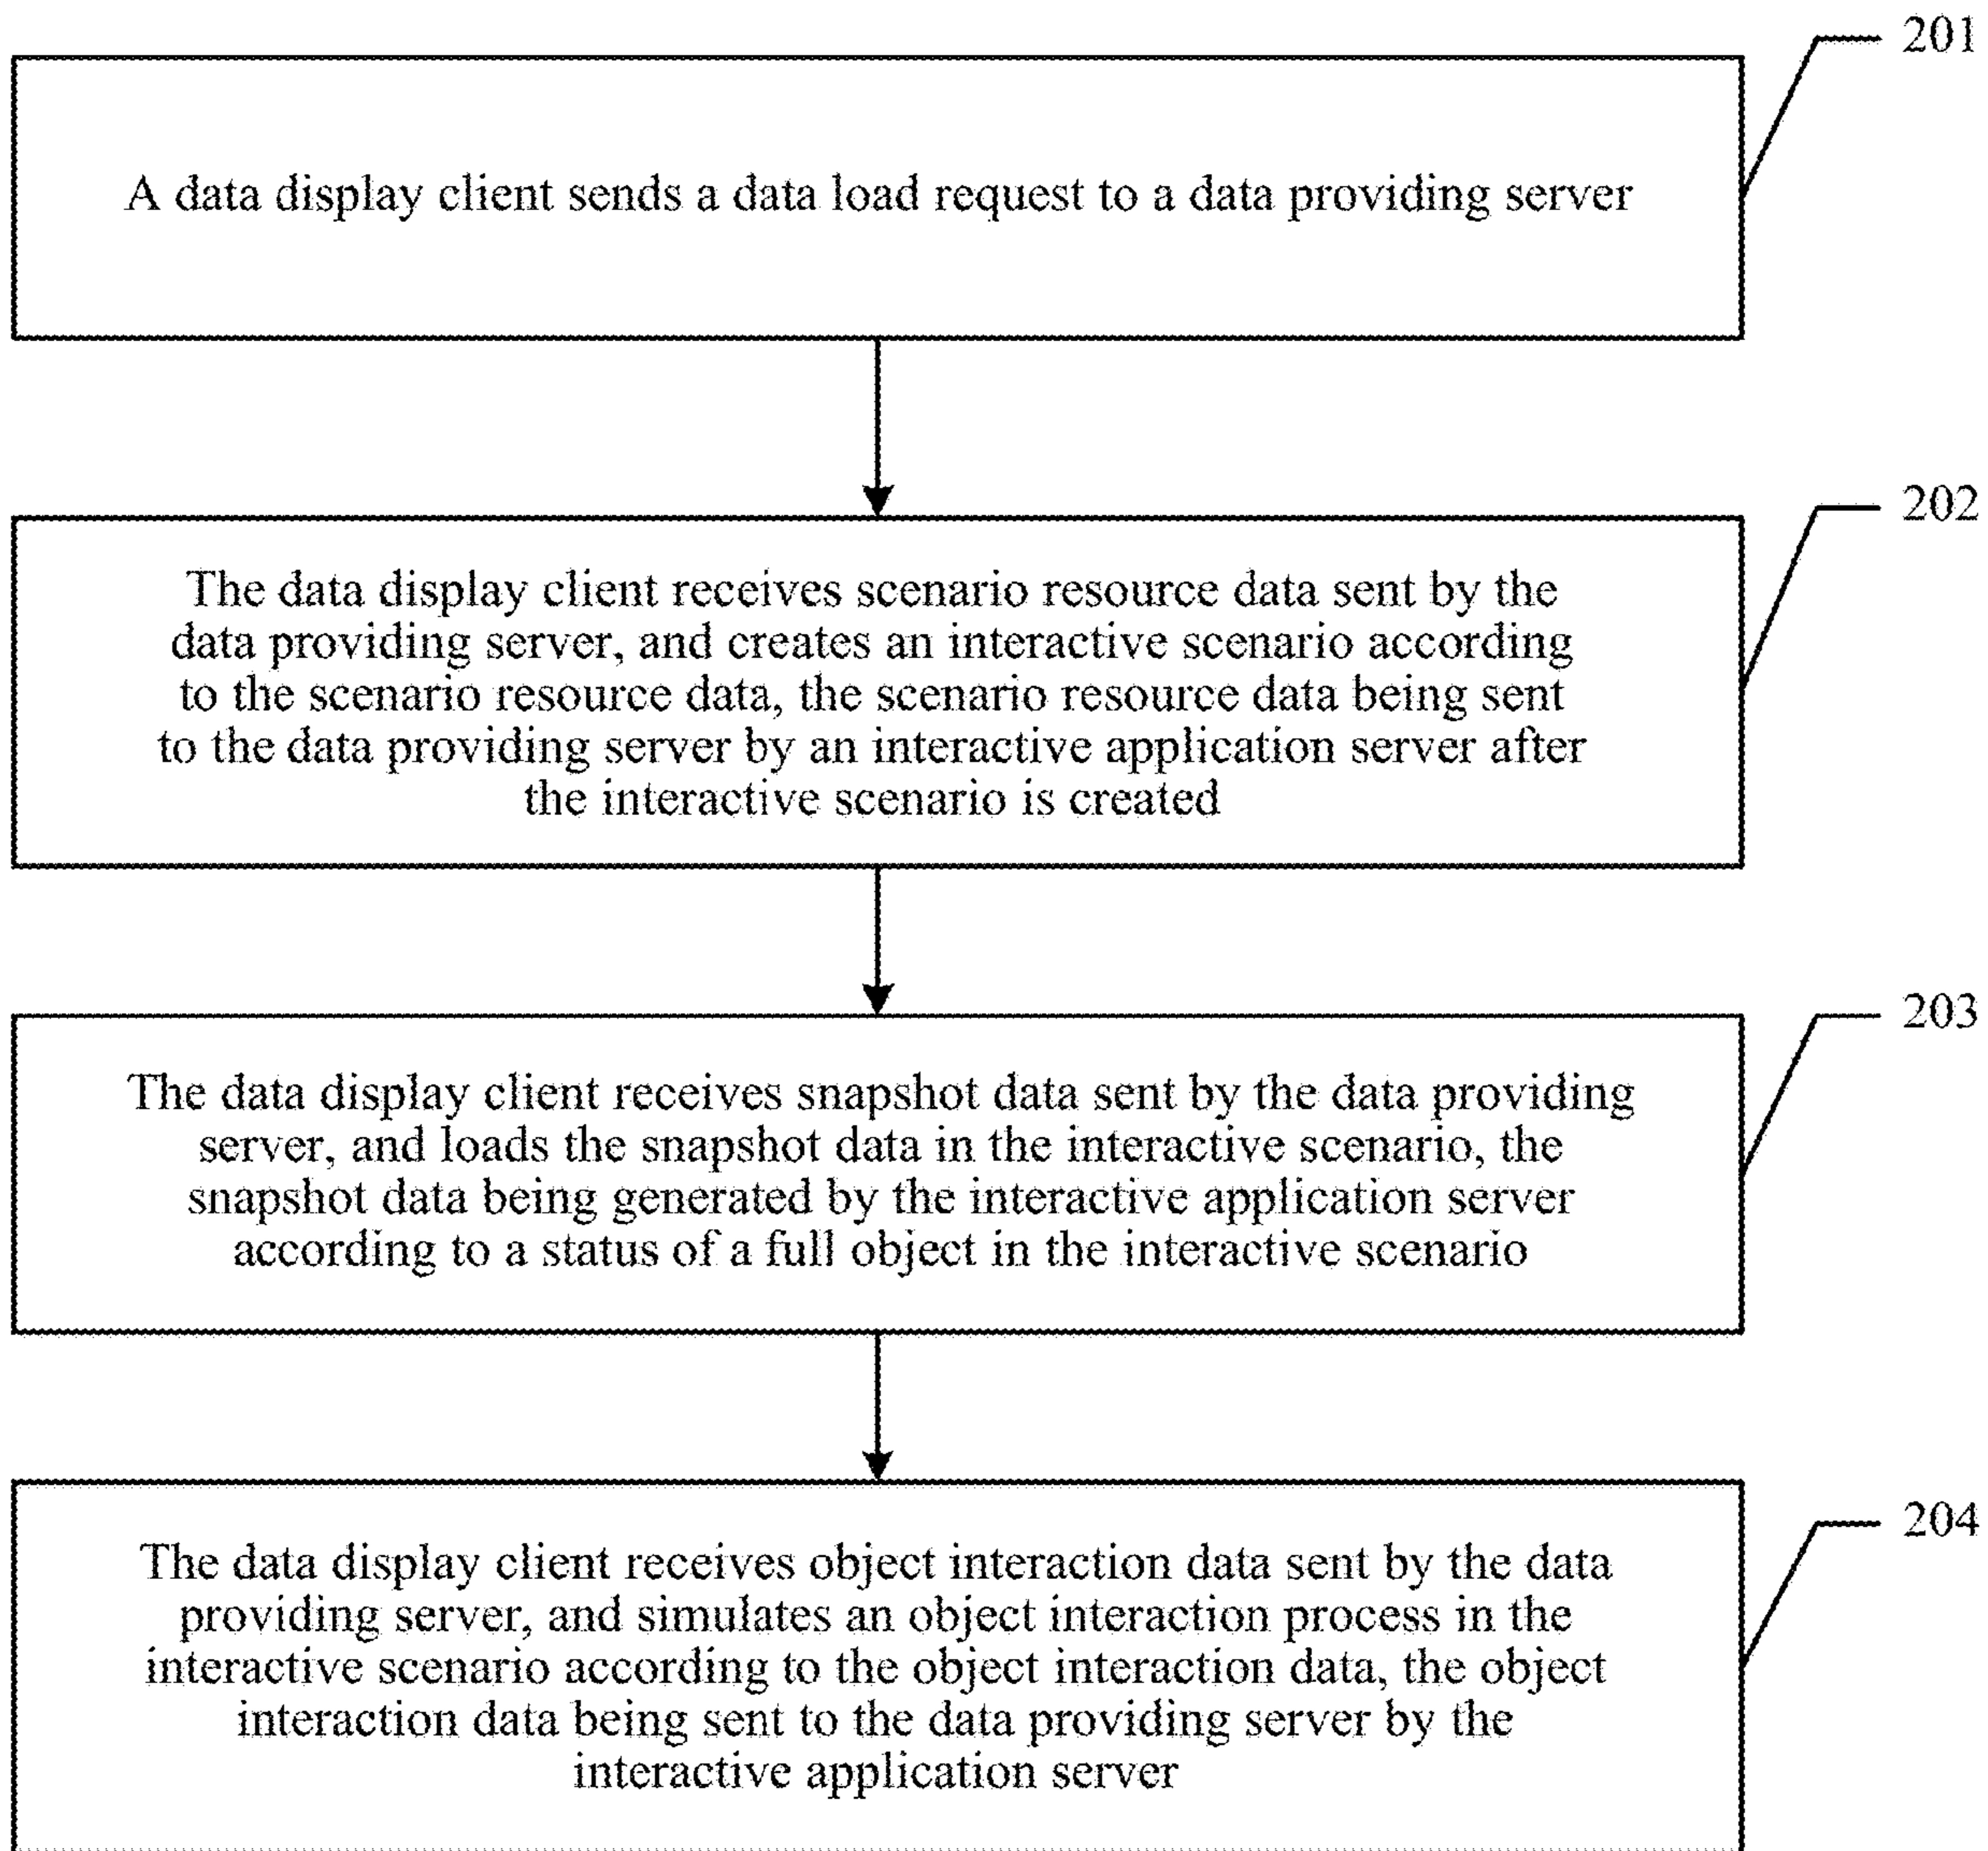 201
A data display client sends a data load request to a data providing server
202
The data display client receives scenario resource data sent by the
data providing server, and creates an interactive scenario according
to the scenario resource data, the scenario resource data being sent
to the data providing server by an interactive application server after
the interactive scenario is created
203
The data display client receives snapshot data sent by the data providing
server, and loads the snapshot data in the interactive scenario, the
snapshot data being generated by the interactive application server
according to a status of a full object in the interactive scenario
204
The data display client receives object interaction data sent by the data
providing server, and simulates an object interaction process in the
interactive scenario according to the object interaction data, the object
interaction data being sent to the data providing server by the
interactive application server